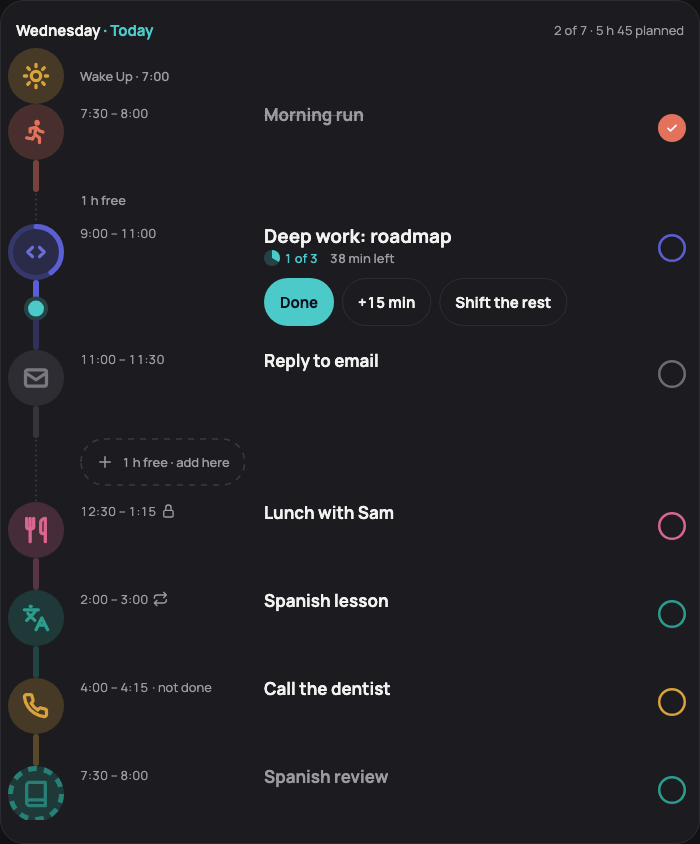 Wednesday · Today
2 of 7 · 5 h 45 planned
Wake Up · 7:00
7:30 – 8:00
Morning run
1 h free
9:00 – 11:00
Deep work: roadmap
1 of 3 38 min left
Done +15 min Shift the rest
11:00 – 11:30
Reply to email
1 h free · add here
12:30 – 1:15
Lunch with Sam
2:00 – 3:00
Spanish lesson
4:00 – 4:15 · not done
Call the dentist
7:30 – 8:00
Spanish review